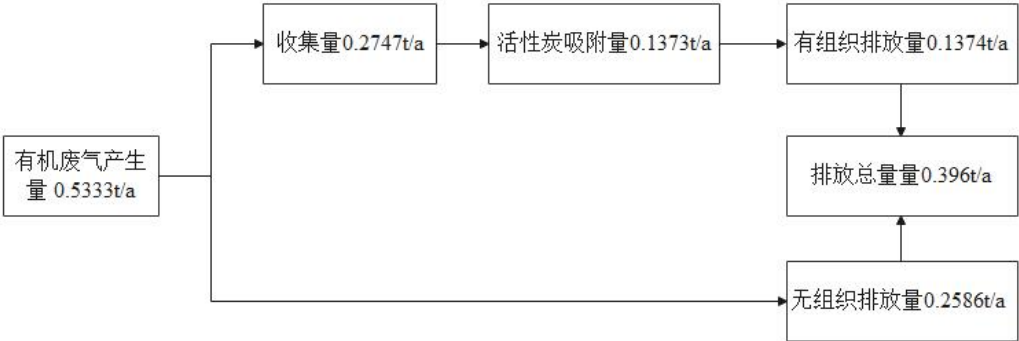 收集量0.2747t/a
活性炭吸附量0.1373t/a
有组织排放量0.1374t/a
有机废气产生
量 0.5333t/a
排放总量量0.396t/a
无组织排放量0.2586t/a